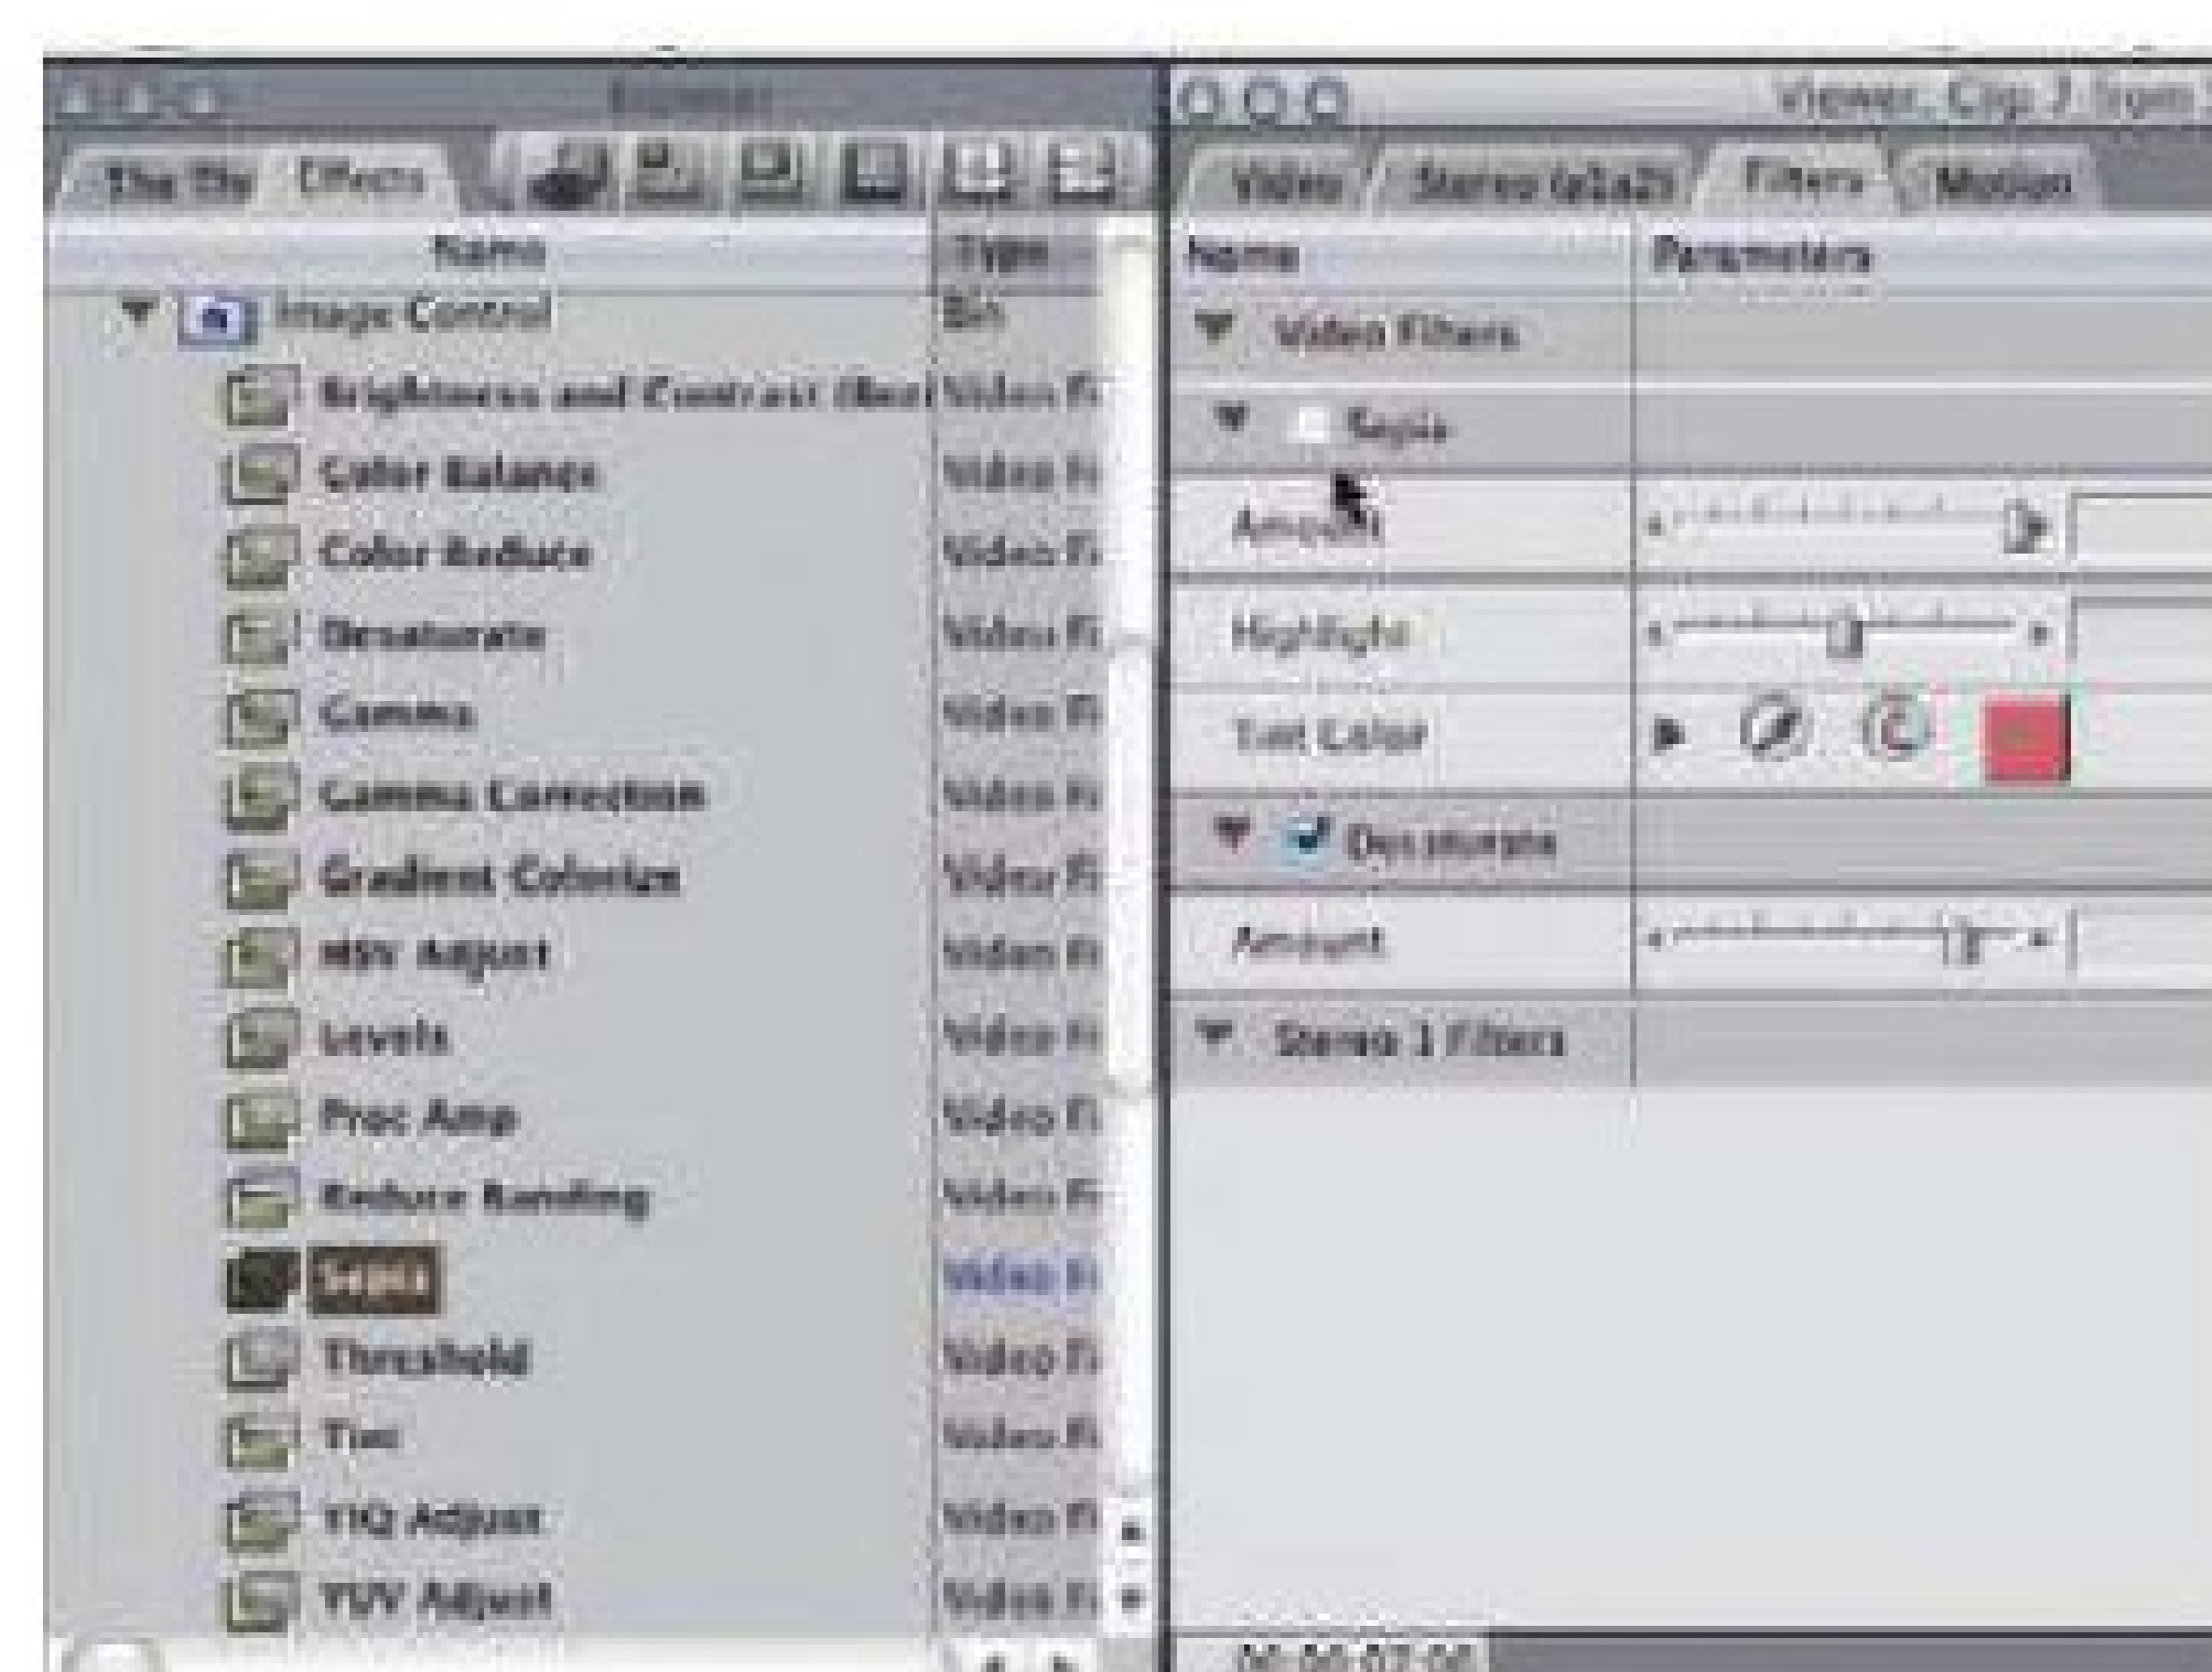 Browser
Effects
Name Type
Image Control Bin
Brightness and Contrast Video Fi
Color Balance Video Fi
Color Reduce Video Fi
Desaturate Video Fi
Gamma Video Fi
Gamma Correction Video Fi
Gradient Colorize Video Fi
HSV Adjust Video Fi
Levels Video Fi
Proc Amp Video Fi
Reduce Banding Video Fi
Sepia Video Fi
Threshold Video Fi
Tint Video Fi
YIQ Adjust Video Fi
YUV Adjust Video Fi
Viewer: Clip 7 from
Video Stereo (a1a2) Filters Motion
Name Parameters
Video Filters
Sepia
Amount
Highlight
Tint Color
Desaturate
Amount
Stereo 1 Filters